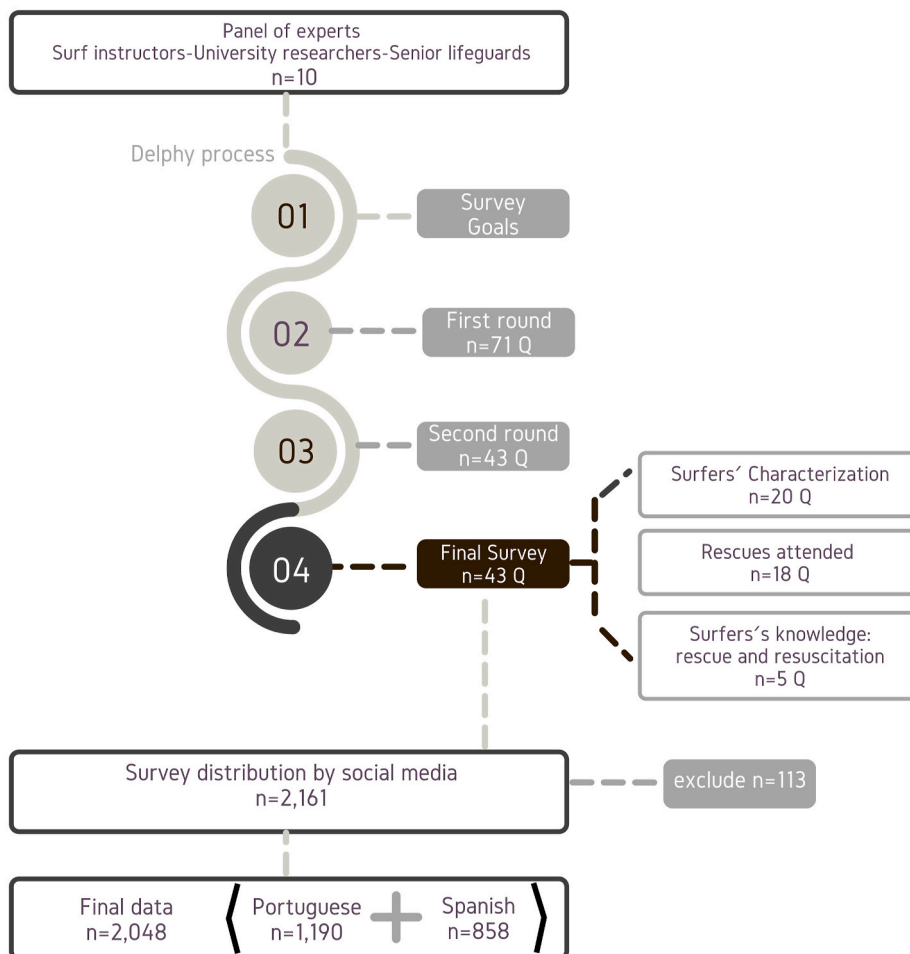 Panel of experts
Surf instructors-University researchers-Senior lifeguards
n=10
Delphy process
01
Survey
Goals
02
First round
n=71 Q
03
Second round
n=43 Q
04
Final Survey
n=43 Q
Surfers´ Characterization
n=20 Q
Rescues attended
n=18 Q
Surfers´s knowledge:
rescue and resuscitation
n=5 Q
Survey distribution by social media
n=2,161
exclude n=113
Final data
n=2,048
Portuguese
n=1,190
+
Spanish
n=858